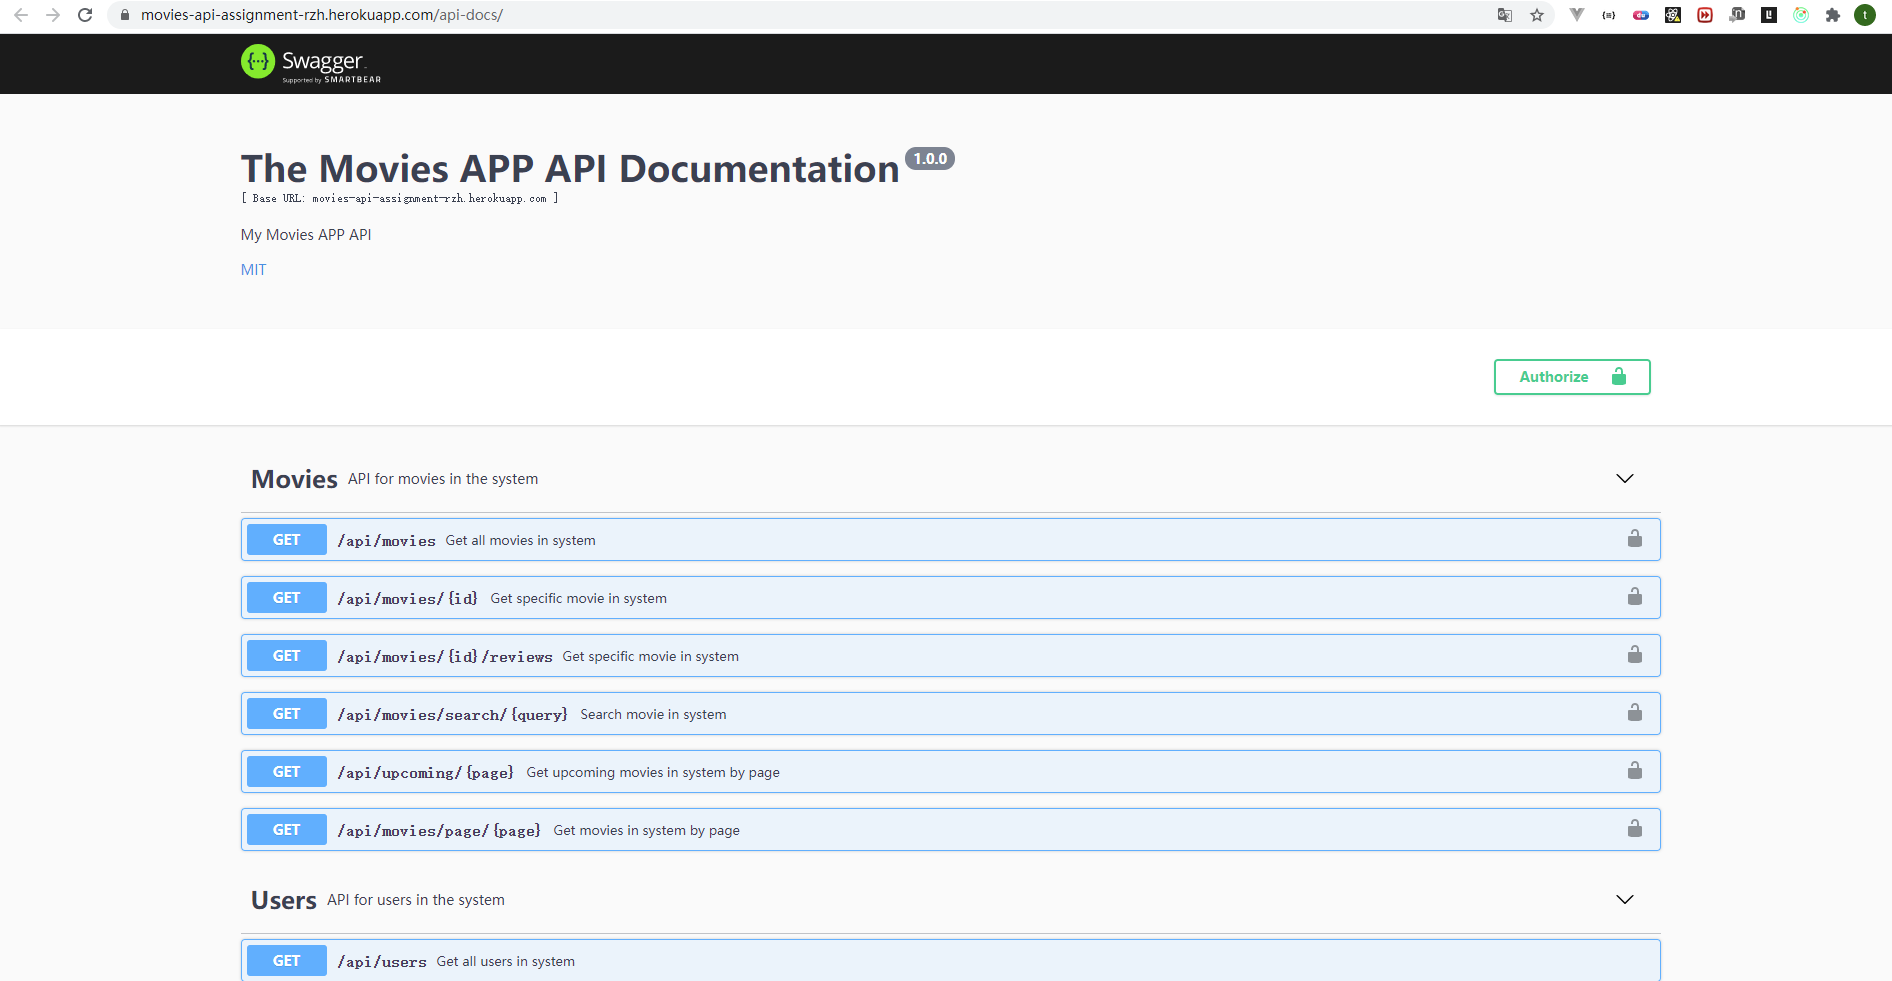 movies-api-assignment-rzh.herokuapp.com/api-docs/
t
Swagger
Supported by SMARTBEAR
The Movies APP API Documentation 1.0.0
[ Base URL: movies-api-assignment-rzh.herokuapp.com ]
My Movies APP API
MIT
Authorize
Movies API for movies in the system
GET /api/movies Get all movies in system
GET /api/movies/{id} Get specific movie in system
GET /api/movies/{id}/reviews Get specific movie in system
GET /api/movies/search/{query} Search movie in system
GET /api/upcoming/{page} Get upcoming movies in system by page
GET /api/movies/page/{page} Get movies in system by page
Users API for users in the system
GET /api/users Get all users in system